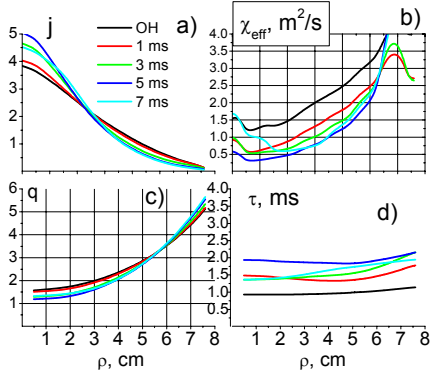 j
a)
OH
1 ms
3 ms
5 ms
7 ms
5
4
3
2
1
χeff, m²/s
b)
4.0
3.5
3.0
2.5
2.0
1.5
1.0
0.5
q
c)
6
5
4
3
2
1
0 1 2 3 4 5 6 7 8
ρ, cm
τ, ms
d)
4.0
3.5
3.0
2.5
2.0
1.5
1.0
0.5
0 1 2 3 4 5 6 7 8
ρ, cm